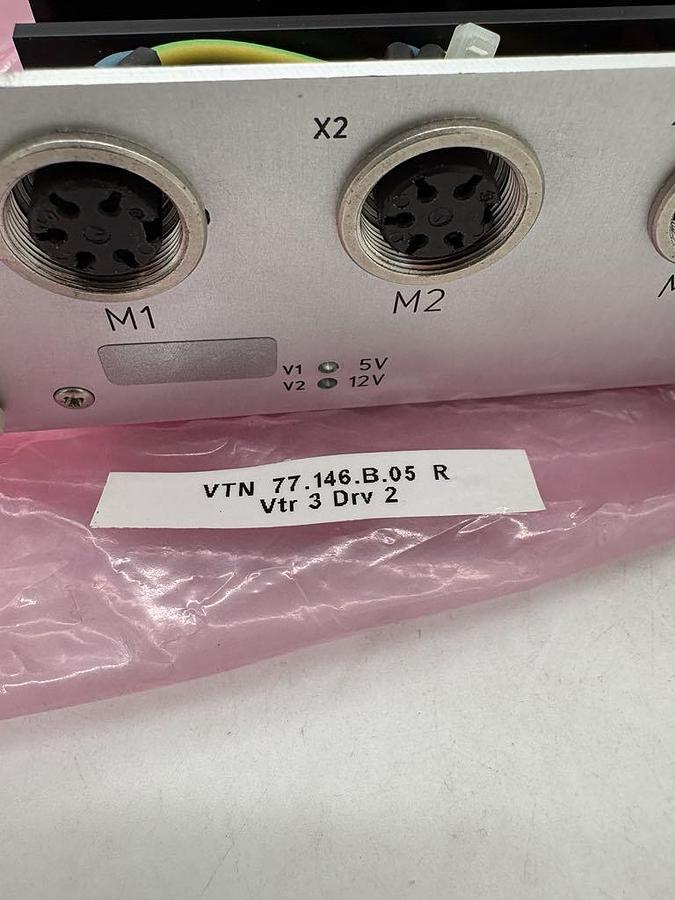 X2
M1
M2
V1 5V
V2 12V
VTN 77.146.B.05 R
Vtr 3 Drv 2